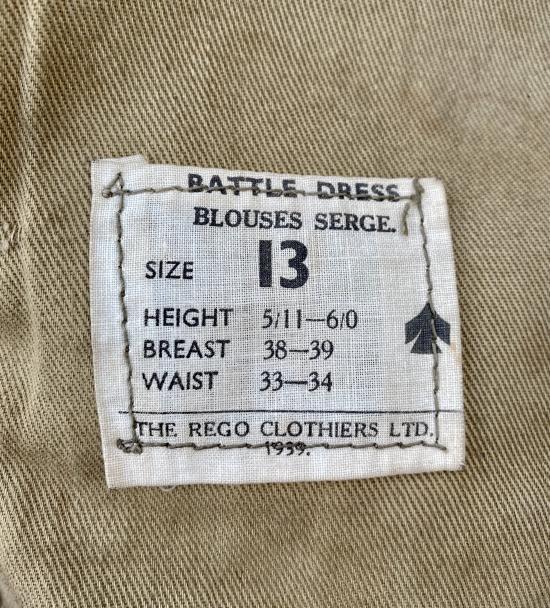 BATTLE DRESS
BLOUSES SERGE.
SIZE 13
HEIGHT 5/11—6/0
BREAST 38—39
WAIST 33—34
THE REGO CLOTHIERS LTD.
1939.